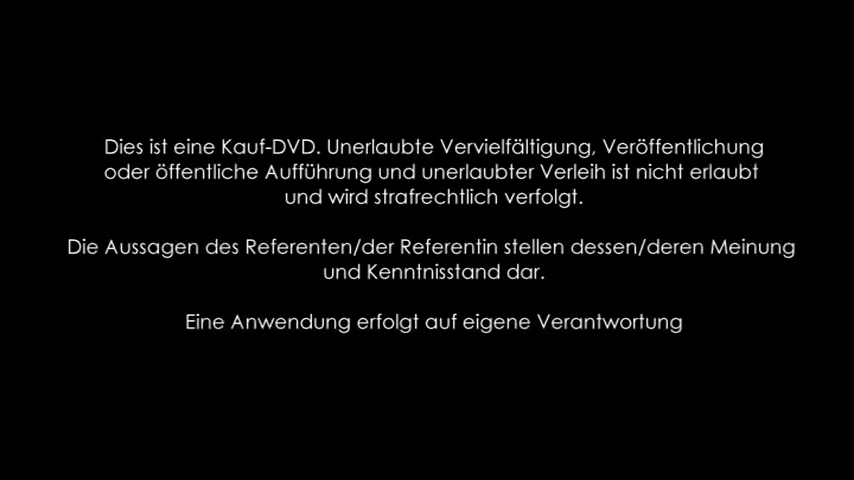 Dies ist eine Kauf-DVD. Unerlaubte Vervielfältigung, Veröffentlichung
oder öffentliche Aufführung und unerlaubter Verleih ist nicht erlaubt
und wird strafrechtlich verfolgt.
Die Aussagen des Referenten/der Referentin stellen dessen/deren Meinung
und Kenntnisstand dar.
Eine Anwendung erfolgt auf eigene Verantwortung